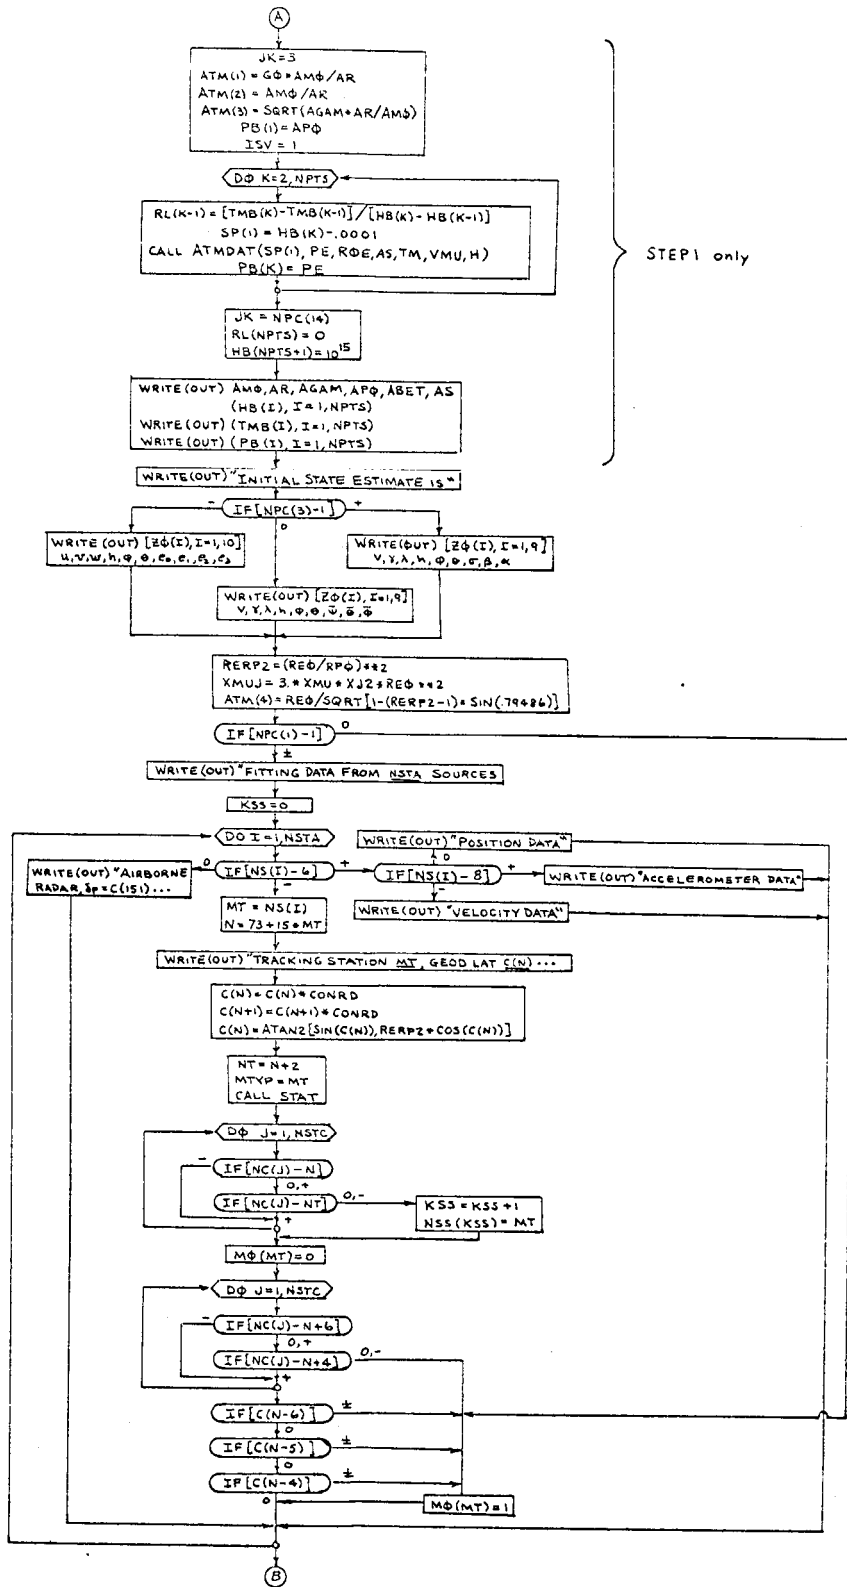 A
JK=3
ATM(1) = GΦ*AMΦ/AR
ATM(2) = AMΦ/AR
ATM(3) = SQRT(AGAM*AR/AMΦ)
PB(1) = APΦ
ISV = 1
DΦ K=2, NPTS
RL(K-1) = [TMB(K)-TMB(K-1)]/[HB(K)-HB(K-1)]
SP(1) = HB(K)-.0001
CALL ATMDAT(SP(1), PE, RΦE, AS, TM, VMU, H)
PB(K) = PE
STEP1 only
JK = NPC(14)
RL(NPTS) = 0
HB(NPTS+1) = 10^15
WRITE(OUT) AMΦ, AR, AGAM, APΦ, ABET, AS
(HB(I), I=1, NPTS)
WRITE(OUT) (TMB(I), I=1, NPTS)
WRITE(OUT) (PB(I), I=1, NPTS)
WRITE(OUT) "INITIAL STATE ESTIMATE IS"
- IF[NPC(3)-1] +
0
WRITE(OUT) [ZΦ(I), I=1,10]
u, v, w, h, φ, θ, e0, e1, e2, e3
WRITE(ΦUT) [ZΦ(I), I=1,9]
V, γ, λ, h, φ, θ, σ, β, α
WRITE(OUT) [ZΦ(I), I=1,9]
V, γ, λ, h, φ, θ, Ψ̄, θ̄, Φ̄
RERP2 = (REΦ/RPΦ)**2
XMUJ = 3.*XMU*XJ2*REΦ**2
ATM(4) = REΦ/SQRT[1-(RERP2-1)*SIN(.79486)]
IF[NPC(1)-1] 0
±
WRITE(OUT) "FITTING DATA FROM NSTA SOURCES
KSS=0
DO I=1, NSTA
WRITE(OUT) "POSITION DATA"
0
WRITE(OUT) "AIRBORNE
RADAR, δp = C(151)...
0 IF[NS(I)-6] +
-
IF[NS(I)-8] +
-
WRITE(OUT) "ACCELEROMETER DATA"
WRITE(OUT) "VELOCITY DATA"
MT = NS(I)
N = 73+15*MT
WRITE(OUT) "TRACKING STATION MT, GEOD LAT C(N)...
C(N) = C(N)*CONRD
C(N+1) = C(N+1)*CONRD
C(N) = ATAN2[SIN(C(N)), RERP2*COS(C(N))]
NT = N+2
MTYP = MT
CALL STAT
DΦ J=1, NSTC
- IF[NC(J)-N]
0,+
IF[NC(J)-NT] 0,-
+
KSS = KSS+1
NSS(KSS) = MT
MΦ(MT)=0
DΦ J=1, NSTC
- IF[NC(J)-N+6]
0,+
IF[NC(J)-N+4] 0,-
+
IF[C(N-6)] ±
0
IF[C(N-5)] ±
0
IF[C(N-4)] ±
0
MΦ(MT)=1
B